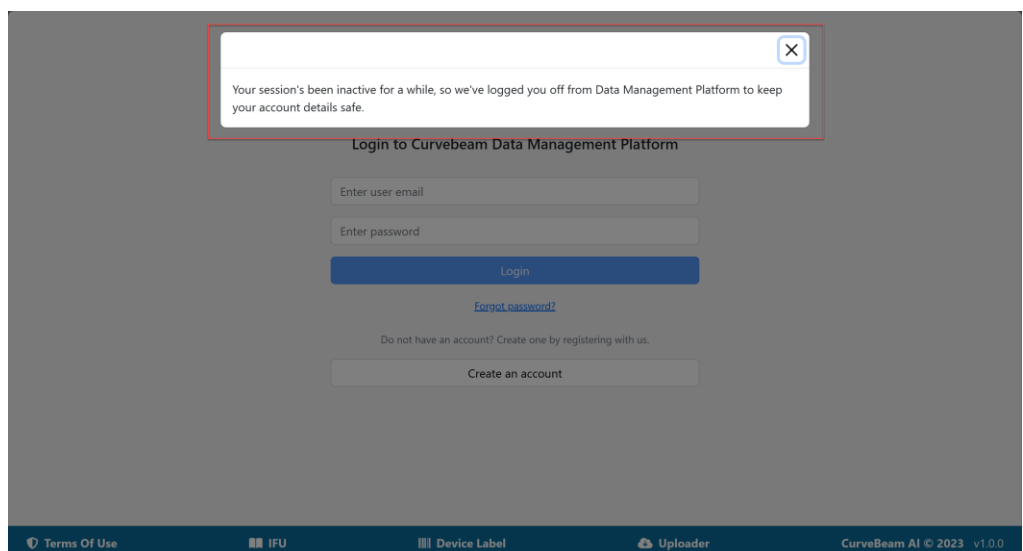 Your session's been inactive for a while, so we've logged you off from Data Management Platform to keep
your account details safe.
Login to Curvebeam Data Management Platform
Enter user email
Enter password
Login
Forgot password?
Do not have an account? Create one by registering with us.
Create an account
Terms Of Use IFU Device Label Uploader CurveBeam AI © 2023 v1.0.0